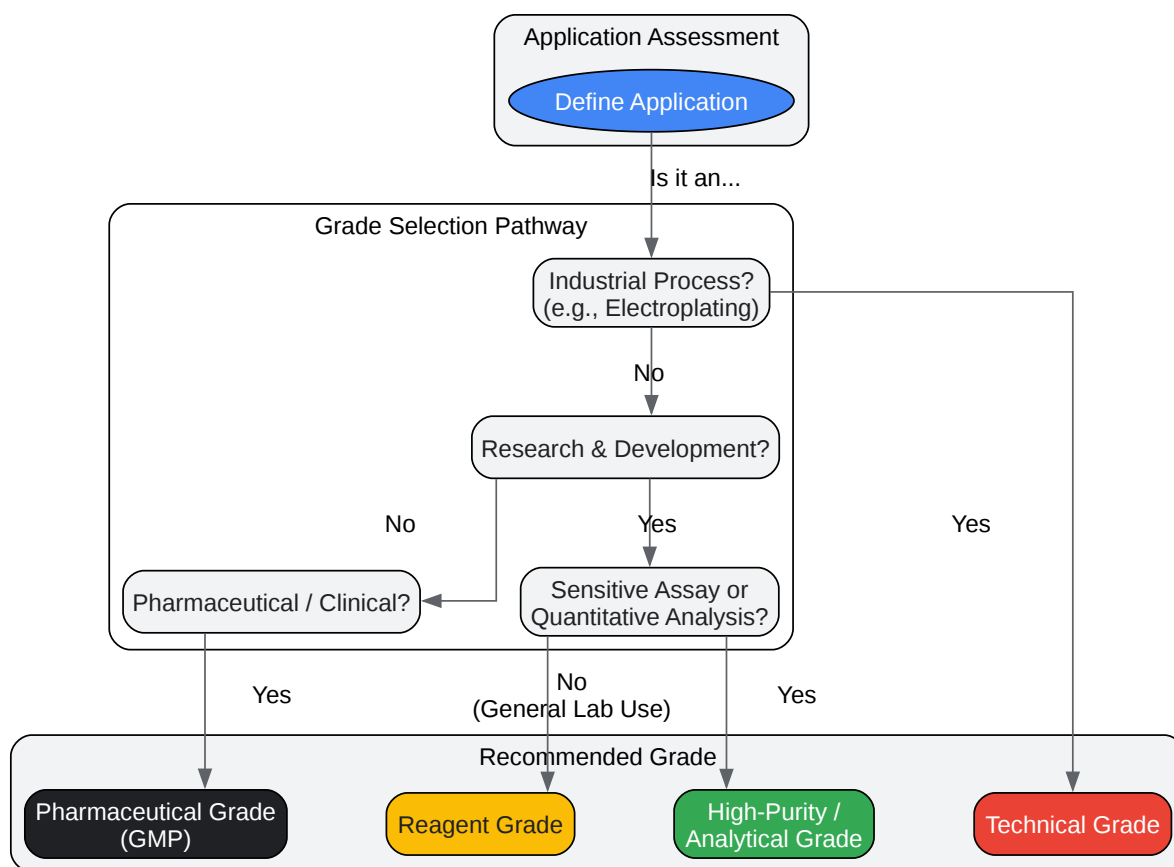 Application Assessment
Define Application
Is it an...
Grade Selection Pathway
Industrial Process?
(e.g., Electroplating)
No
Research & Development?
No
Yes
Yes
Pharmaceutical / Clinical?
Sensitive Assay or
Quantitative Analysis?
Yes
No
(General Lab Use)
Yes
Recommended Grade
Pharmaceutical Grade
(GMP)
Reagent Grade
High-Purity /
Analytical Grade
Technical Grade